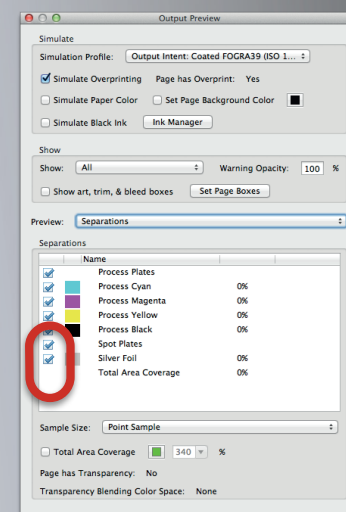 Output Preview
Simulate
Simulation Profile: Output Intent: Coated FOGRA39 (ISO 1...
Simulate Overprinting Page has Overprint: Yes
Simulate Paper Color Set Page Background Color
Simulate Black Ink Ink Manager
Show
Show: All Warning Opacity: 100 %
Show art, trim, & bleed boxes Set Page Boxes
Preview: Separations
Separations
Name
Process Plates
Process Cyan 0%
Process Magenta 0%
Process Yellow 0%
Process Black 0%
Spot Plates
Silver Foil 0%
Total Area Coverage 0%
Sample Size: Point Sample
Total Area Coverage 340 %
Page has Transparency: No
Transparency Blending Color Space: None